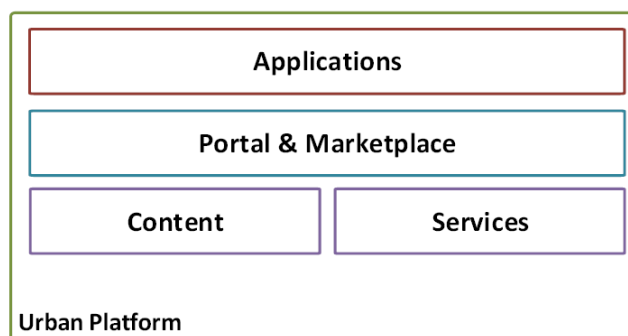 Applications
Portal & Marketplace
Content
Services
Urban Platform